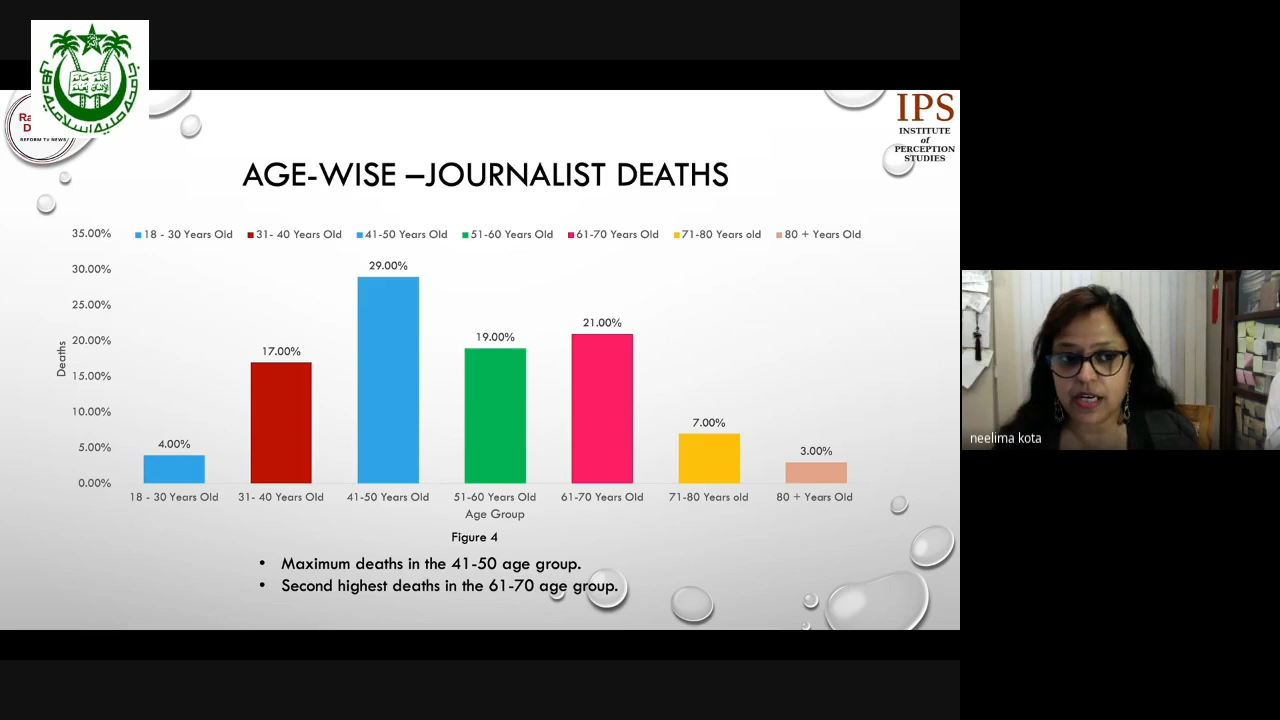 Ra
D
REFORM TV NEWS
IPS
INSTITUTE
of
PERCEPTION
STUDIES
AGE-WISE –JOURNALIST DEATHS
18 - 30 Years Old 31- 40 Years Old 41-50 Years Old 51-60 Years Old 61-70 Years Old 71-80 Years old 80 + Years Old
35.00%
30.00%
25.00%
20.00%
15.00%
10.00%
5.00%
0.00%
Deaths
4.00%
17.00%
29.00%
19.00%
21.00%
7.00%
3.00%
18 - 30 Years Old 31- 40 Years Old 41-50 Years Old 51-60 Years Old 61-70 Years Old 71-80 Years old 80 + Years Old
Age Group
Figure 4
• Maximum deaths in the 41-50 age group.
• Second highest deaths in the 61-70 age group.
neelima kota